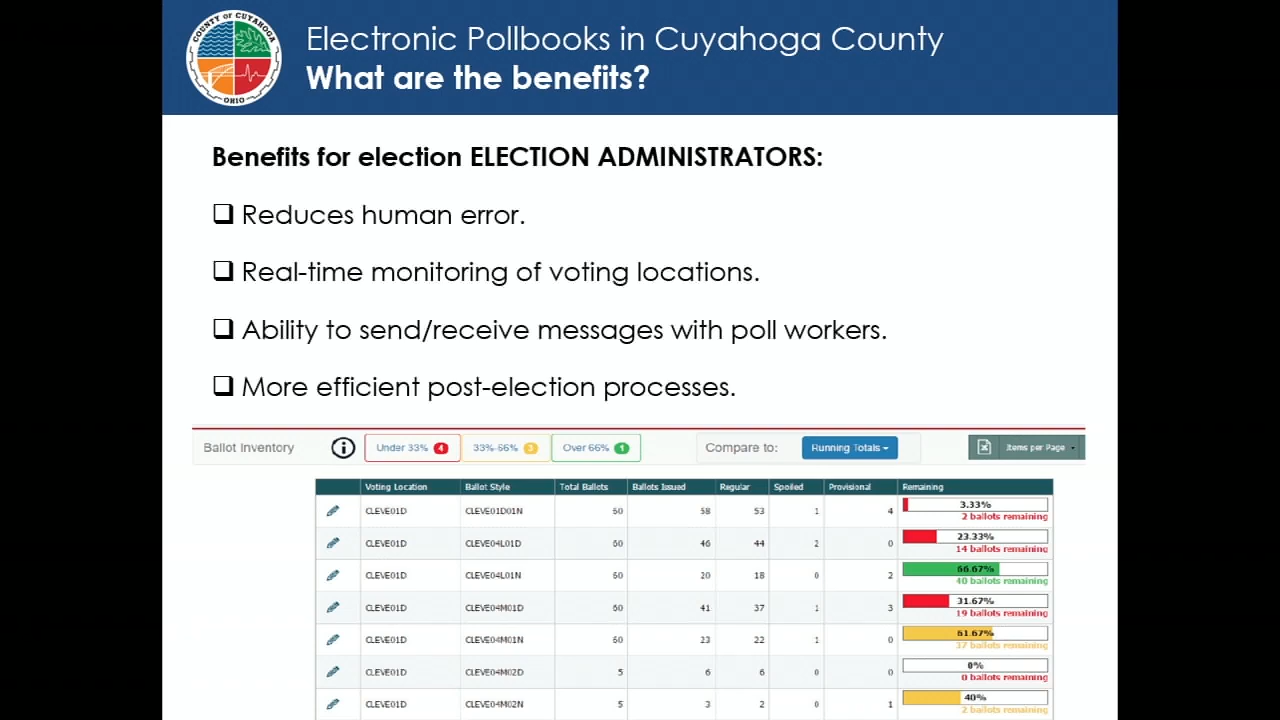 COUNTY OF CUYAHOGA
OHIO
Electronic Pollbooks in Cuyahoga County
What are the benefits?
Benefits for election ELECTION ADMINISTRATORS:
Reduces human error.
Real-time monitoring of voting locations.
Ability to send/receive messages with poll workers.
More efficient post-election processes.
Ballot Inventory Under 33% 4 33%-66% 3 Over 66% 1 Compare to: Running Totals Items per Page
Voting Location Ballot Style Total Ballots Ballots Issued Regular Spoiled Provisional Remaining
CLEVE01D CLEVE01D01N 60 58 53 1 4 3.33%
2 ballots remaining
CLEVE01D CLEVE04L01D 60 46 44 2 0 23.33%
14 ballots remaining
CLEVE01D CLEVE04L01N 60 20 18 0 2 66.67%
40 ballots remaining
CLEVE01D CLEVE04M01D 60 41 37 1 3 31.67%
19 ballots remaining
CLEVE01D CLEVE04M01N 60 23 22 1 0 61.67%
37 ballots remaining
CLEVE01D CLEVE04M02D 5 6 6 0 0 0%
0 ballots remaining
CLEVE01D CLEVE04M02N 5 3 2 0 1 40%
2 ballots remaining